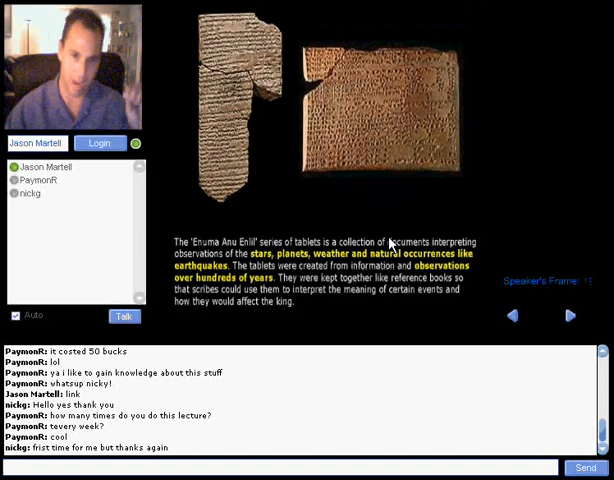 Jason Martell
Login
Jason Martell
PaymonR
nickg
Auto
Talk
The 'Enuma Anu Enlil' series of tablets is a collection of documents interpreting
observations of the stars, planets, weather and natural occurrences like
earthquakes. The tablets were created from information and observations
over hundreds of years. They were kept together like reference books so
that scribes could use them to interpret the meaning of certain events and
how they would affect the king.
Speaker's Frame:
PaymonR: it costed 50 bucks
PaymonR: lol
PaymonR: ya i like to gain knowledge about this stuff
PaymonR: whatsup nicky!
Jason Martell: link
nickg: Hello yes thank you
PaymonR: how many times do you do this lecture?
PaymonR: tevery week?
PaymonR: cool
nickg: frist time for me but thanks again
Send